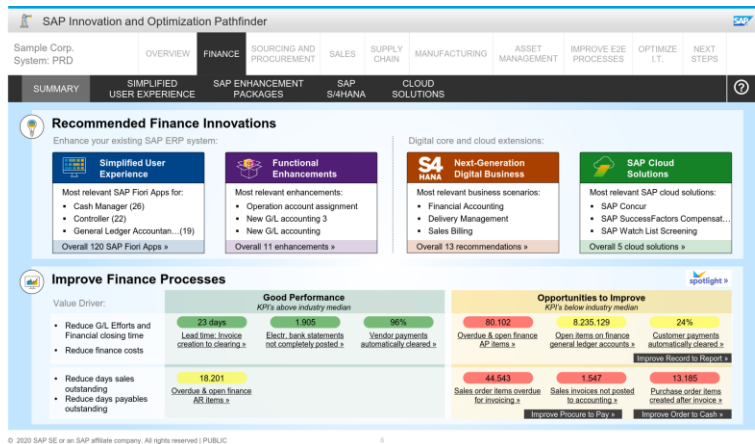 SAP Innovation and Optimization Pathfinder
SAP
Sample Corp.
System: PRD
OVERVIEW
FINANCE
SOURCING AND
PROCUREMENT
SALES
SUPPLY
CHAIN
MANUFACTURING
ASSET
MANAGEMENT
IMPROVE E2E
PROCESSES
OPTIMIZE
I.T.
NEXT
STEPS
SUMMARY
SIMPLIFIED
USER EXPERIENCE
SAP ENHANCEMENT
PACKAGES
SAP
S/4HANA
CLOUD
SOLUTIONS
?
Recommended Finance Innovations
Enhance your existing SAP ERP system:
Digital core and cloud extensions:
Simplified User
Experience
Most relevant SAP Fiori Apps for:
▪ Cash Manager (26)
▪ Controller (22)
▪ General Ledger Accountan...(19)
Overall 120 SAP Fiori Apps »
Functional
Enhancements
Most relevant enhancements:
▪ Operation account assignment
▪ New G/L accounting 3
▪ New G/L accounting
Overall 11 enhancements »
S4
HANA
Next-Generation
Digital Business
Most relevant business scenarios:
▪ Financial Accounting
▪ Delivery Management
▪ Sales Billing
Overall 13 recommendations »
SAP Cloud
Solutions
Most relevant SAP cloud solutions:
▪ SAP Concur
▪ SAP SuccessFactors Compensat...
▪ SAP Watch List Screening
Overall 5 cloud solutions »
Improve Finance Processes
spotlight »
Value Driver:
Good Performance
KPI's above industry median
Opportunities to Improve
KPI's below industry median
• Reduce G/L Efforts and
Financial closing time
• Reduce finance costs
23 days
Lead time: Invoice
creation to clearing »
1.905
Electr. bank statements
not completely posted »
96%
Vendor payments
automatically cleared »
80.102
Overdue & open finance
AP items »
8.235.129
Open items on finance
general ledger accounts »
24%
Customer payments
automatically cleared »
Improve Record to Report »
• Reduce days sales
outstanding
• Reduce days payables
outstanding
18.201
Overdue & open finance
AR items »
44.543
Sales order items overdue
for invoicing »
1.547
Sales invoices not posted
to accounting »
13.185
Purchase order items
created after invoice »
Improve Procure to Pay »
Improve Order to Cash »
© 2020 SAP SE or an SAP affiliate company. All rights reserved | PUBLIC
6